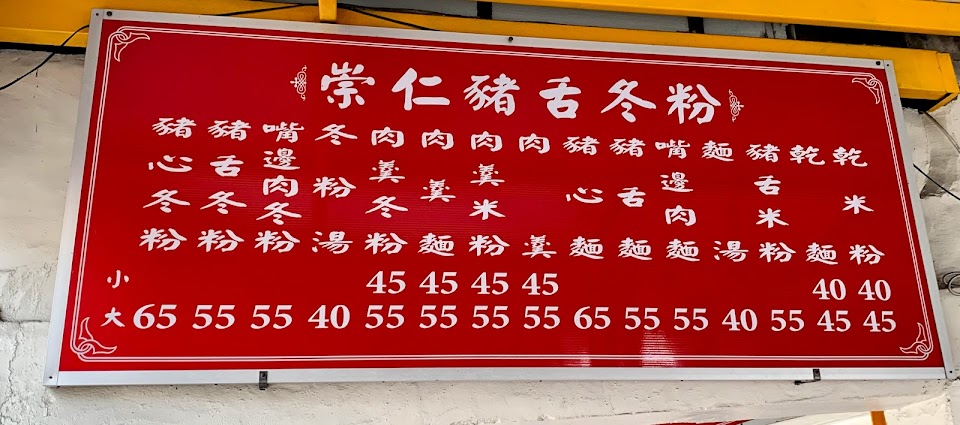 崇仁豬舌冬粉
豬心冬粉
豬舌冬粉
嘴邊肉冬粉
冬粉湯
肉羹冬粉
肉羹麵
肉羹米粉
肉羹
豬心麵
豬舌麵
嘴邊肉麵
麵湯
豬舌米粉
乾麵
乾米粉
小 45 45 45 45 40 40
大 65 55 55 40 55 55 55 55 65 55 55 40 55 45 45